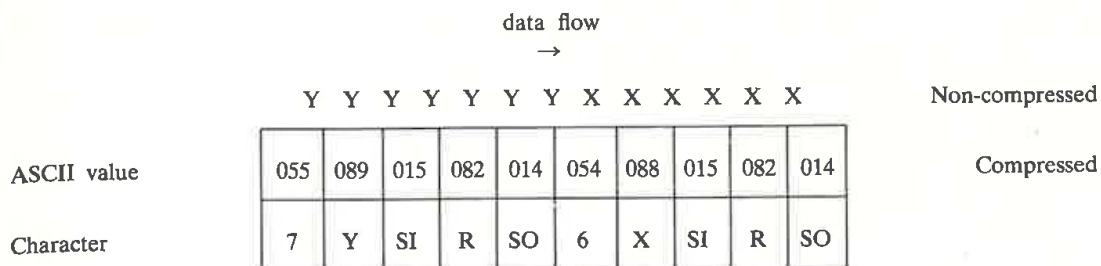 data flow
→
Y Y Y Y Y Y Y X X X X X X Non-compressed
ASCII value 055 089 015 082 014 054 088 015 082 014 Compressed
Character 7 Y SI R SO 6 X SI R SO